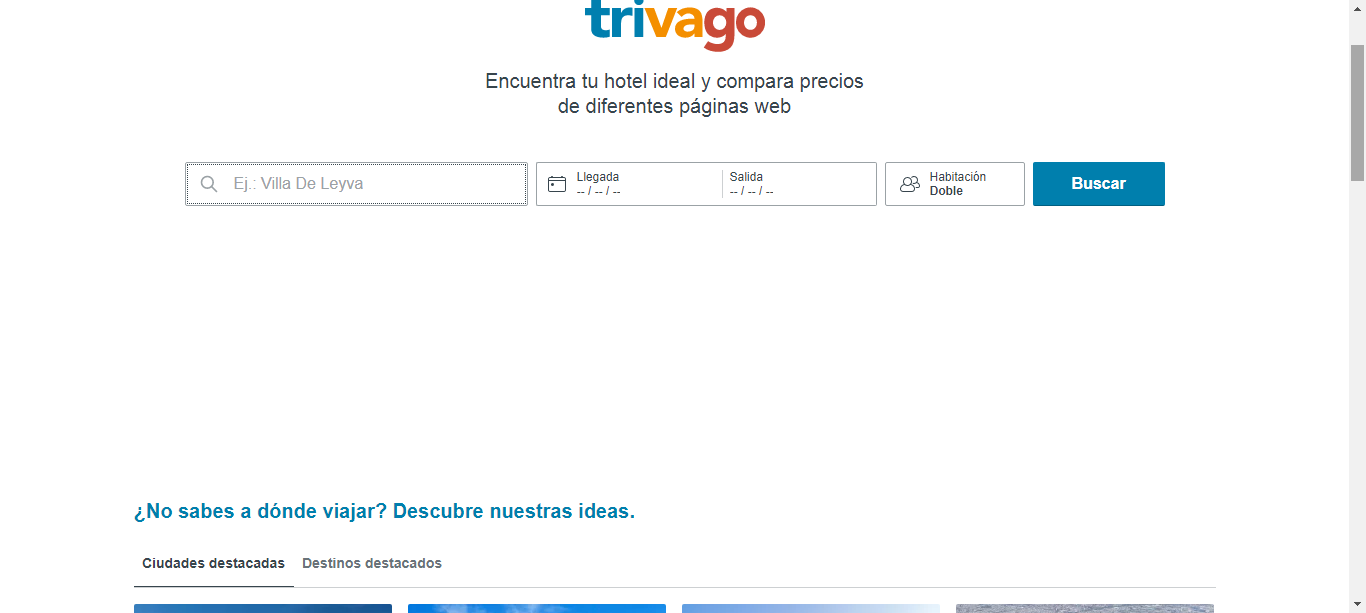 trivago
Encuentra tu hotel ideal y compara precios
de diferentes páginas web
Ej.: Villa De Leyva
Llegada
-- / -- / --
Salida
-- / -- / --
Habitación
Doble
Buscar
¿No sabes a dónde viajar? Descubre nuestras ideas.
Ciudades destacadas
Destinos destacados